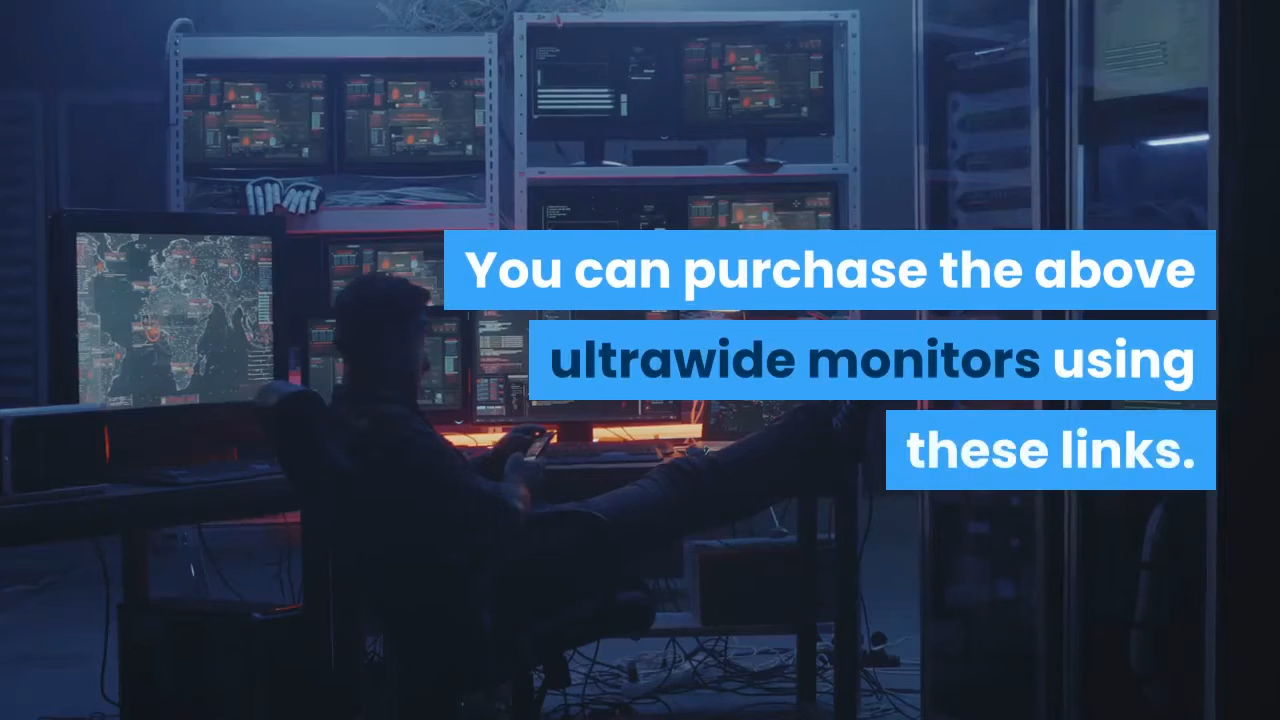 You can purchase the above
ultrawide monitors using
these links.